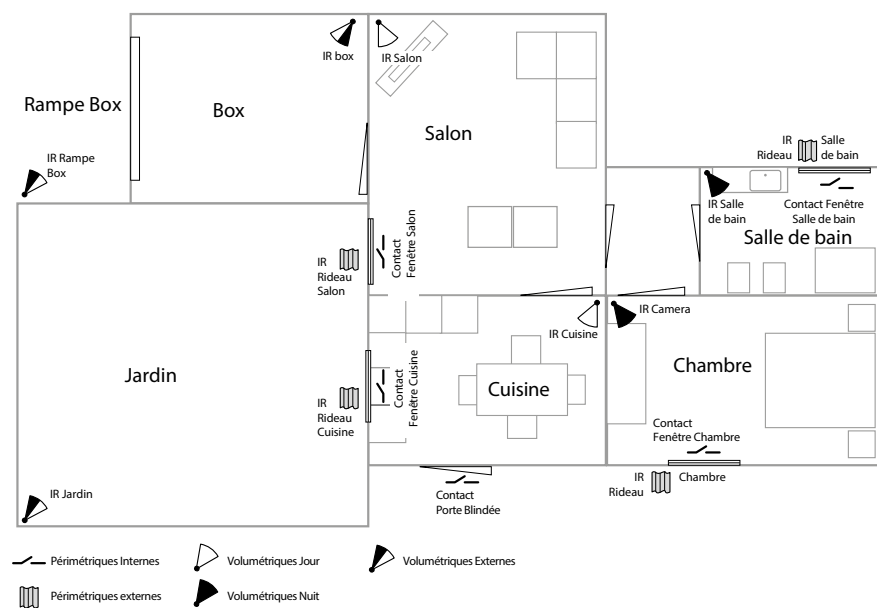 IR box
IR Salon
Rampe Box
Box
Salon
IR
Rideau
Salle
de bain
IR Rampe
Box
Contact Fenêtre
Salle de bain
IR Salle
de bain
Salle de bain
IR
Rideau
Salon
Contact
Fenêtre Salon
IR Cuisine
IR Camera
Jardin
Chambre
Cuisine
IR
Rideau
Cuisine
Contact
Fenêtre Cuisine
Contact
Fenêtre Chambre
IR
Rideau
Chambre
IR Jardin
Contact
Porte Blindée
Périmétriques Internes
Volumétriques Jour
Volumétriques Externes
Périmétriques externes
Volumétriques Nuit